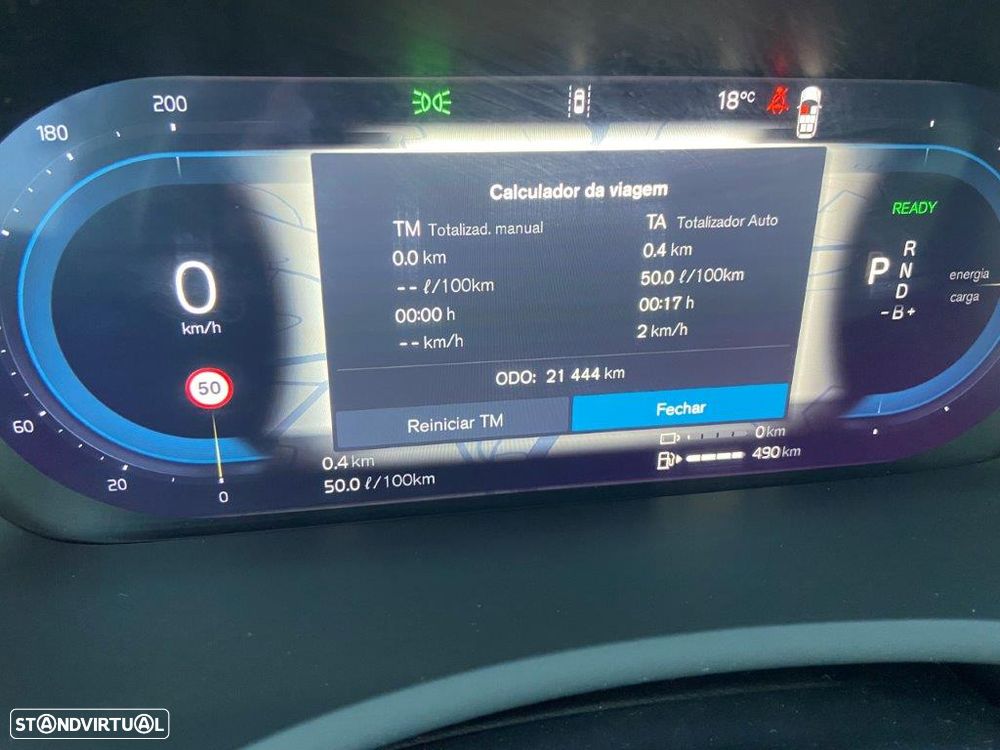 200
180
60
20
0
18°C
Calculador da viagem
TM Totalizad. manual
0.0 km
-- ℓ/100km
00:00 h
-- km/h
TA Totalizador Auto
0.4 km
50.0 ℓ/100km
00:17 h
2 km/h
ODO: 21 444 km
Reiniciar TM
Fechar
0
km/h
50
READY
P
R
N
D
-B+
energia
carga
0.4 km
50.0 ℓ/100km
0 km
490 km
STANDVIRTUAL